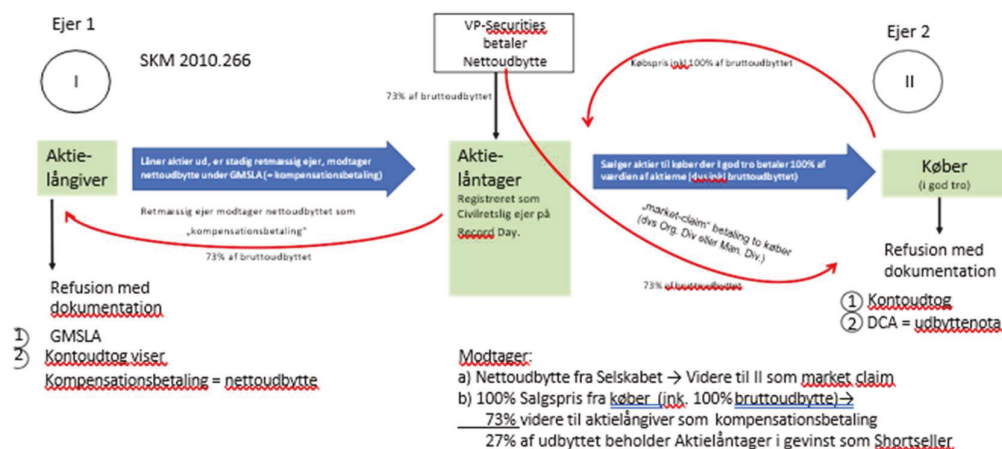 Ejer 1
I
SKM 2010.266
VP-Securities
betaler
Nettoudbytte
Ejer 2
II
Købspris inkl 100% af bruttoudbyttet
73% af bruttoudbyttet
Aktie-
långiver
Låner aktier ud, er stadig retmæssig ejer, modtager
nettoudbytte under GMSLA (= kompensationsbetaling)
Aktie-
låntager
Registreret som
Civilretslig ejer på
Record Day.
Sælger aktier til køber der I god tro betaler 100% af
værdien af aktierne (dvs inkl bruttoudbyttet)
Køber
(i god tro)
Retmæssig ejer modtager nettoudbyttet som
„kompensationsbetaling"
73% af bruttoudbyttet
„market-claim" betaling to køber
(dvs Org. Div eller Man. Div.)
73% af bruttoudbyttet
Refusion med
dokumentation
1 GMSLA
2 Kontoudtog viser
Kompensationsbetaling = nettoudbytte
Refusion med
dokumentation
1 Kontoudtog
2 DCA = udbyttenota
Modtager:
a) Nettoudbytte fra Selskabet → Videre til II som market claim
b) 100% Salgspris fra køber (ink. 100% bruttoudbytte)→
73% videre til aktielångiver som kompensationsbetaling
27% af udbyttet beholder Aktielåntager i gevinst som Shortseller